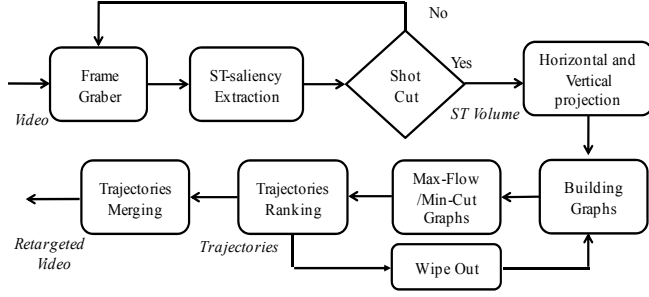 No
Frame
Graber
ST-saliency
Extraction
Shot
Cut
Yes
Horizontal and
Vertical
projection
Video
ST Volume
Trajectories
Merging
Trajectories
Ranking
Max-Flow
/Min-Cut
Graphs
Building
Graphs
Retargeted
Video
Trajectories
Wipe Out